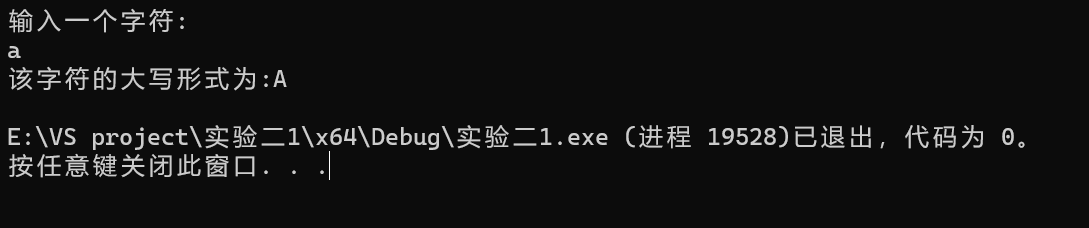 输入一个字符:
a
该字符的大写形式为:A
E:\VS project\实验二1\x64\Debug\实验二1.exe (进程 19528)已退出，代码为 0。
按任意键关闭此窗口. . .